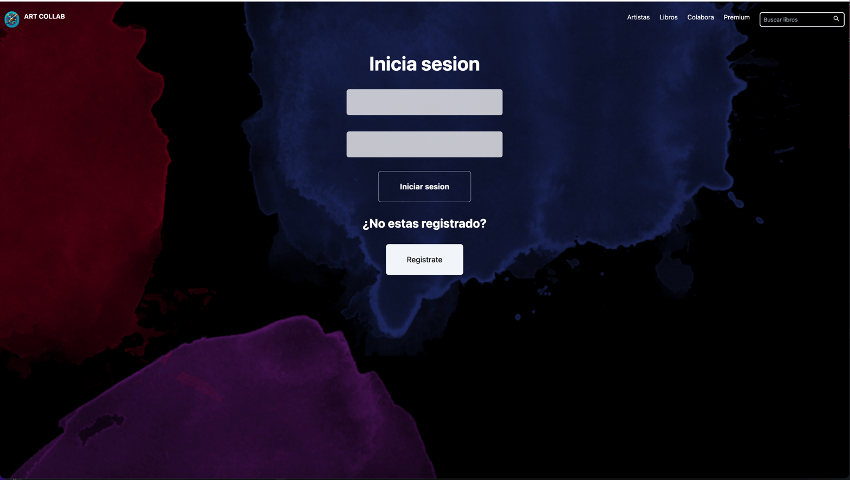 ART COLLAB
Artistas Libros Colabora Premium Buscar libros
Inicia sesion
Iniciar sesion
¿No estas registrado?
Registrate